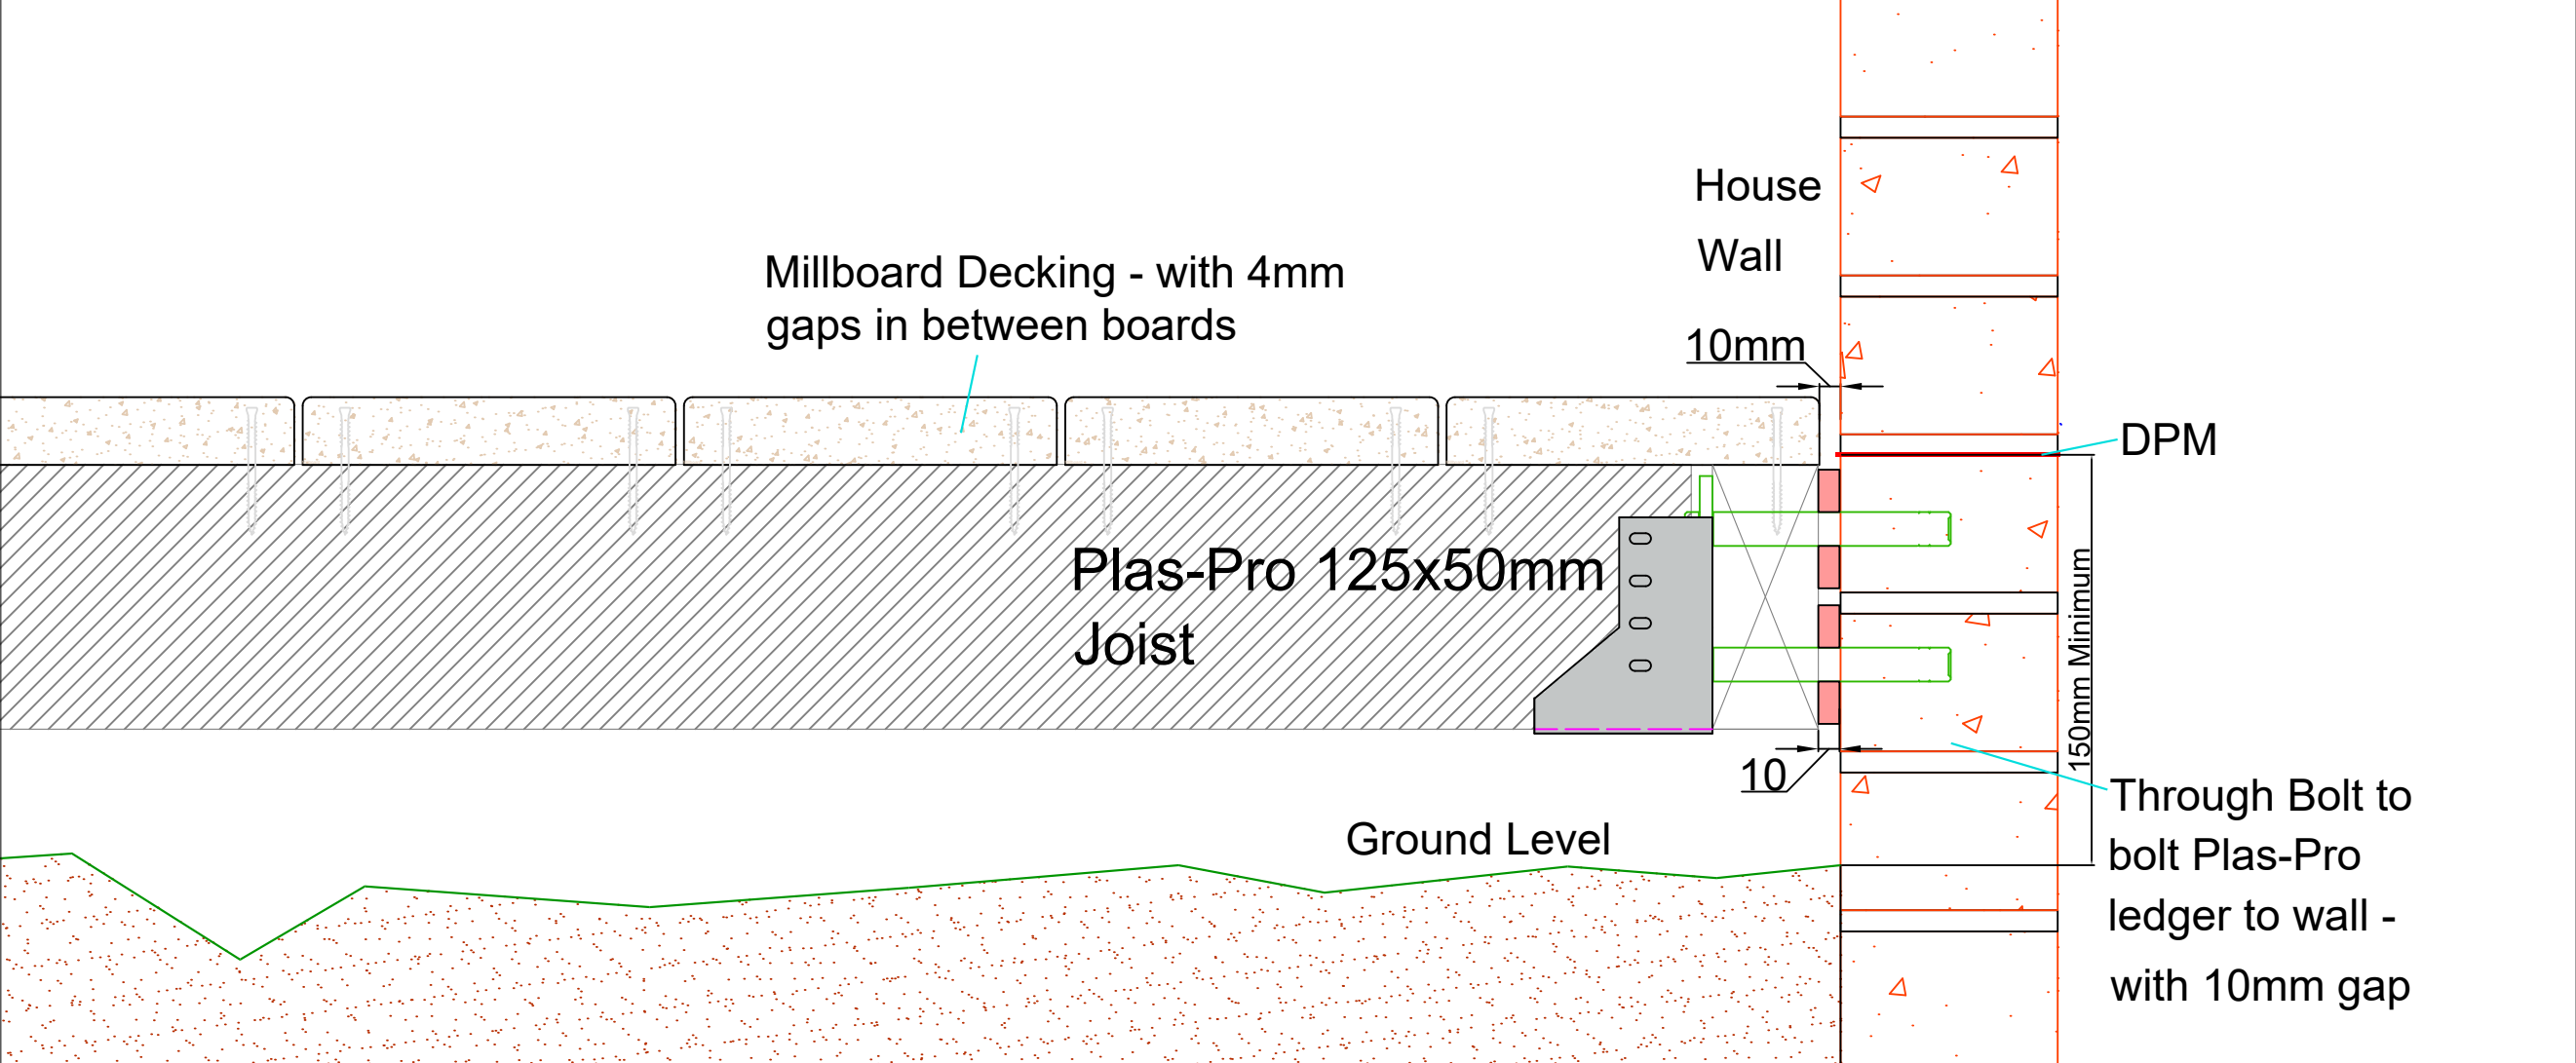 House
Wall
Millboard Decking - with 4mm
gaps in between boards
10mm
DPM
Plas-Pro 125x50mm
Joist
150mm Minimum
10
Ground Level
Through Bolt to
bolt Plas-Pro
ledger to wall -
with 10mm gap